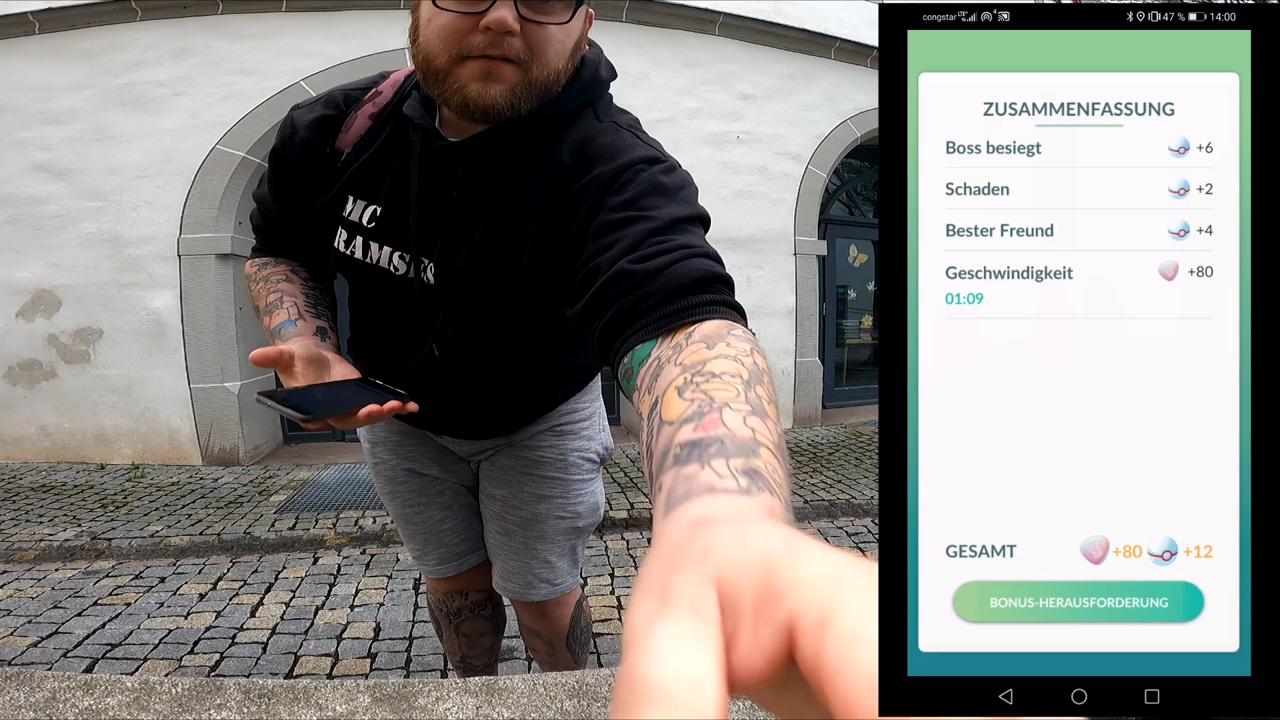 MC
RAMSES
congstar 47 % 14:00
ZUSAMMENFASSUNG
Boss besiegt +6
Schaden +2
Bester Freund +4
Geschwindigkeit +80
01:09
GESAMT +80 +12
BONUS-HERAUSFORDERUNG